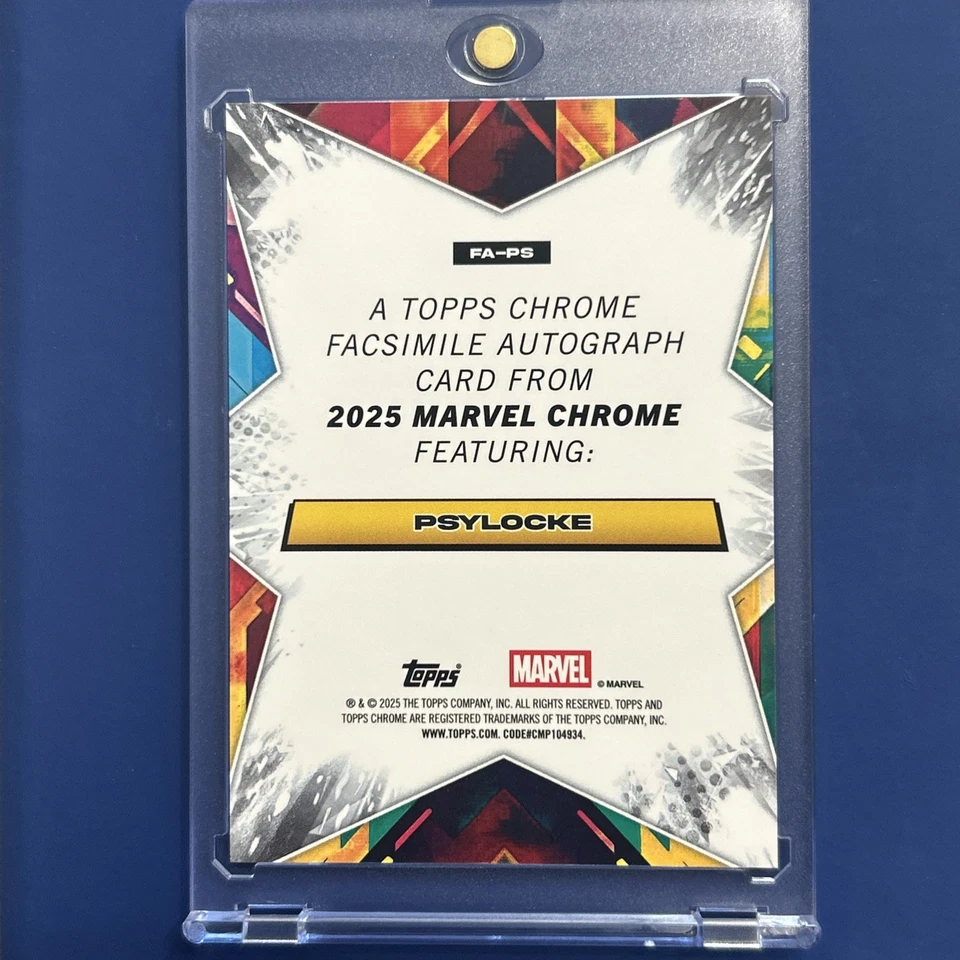 FA-PS
A TOPPS CHROME
FACSIMILE AUTOGRAPH
CARD FROM
2025 MARVEL CHROME
FEATURING:
PSYLOCKE
topps®
MARVEL © MARVEL
® & © 2025 THE TOPPS COMPANY, INC. ALL RIGHTS RESERVED. TOPPS AND
TOPPS CHROME ARE REGISTERED TRADEMARKS OF THE TOPPS COMPANY, INC.
WWW.TOPPS.COM. CODE#CMP104934.